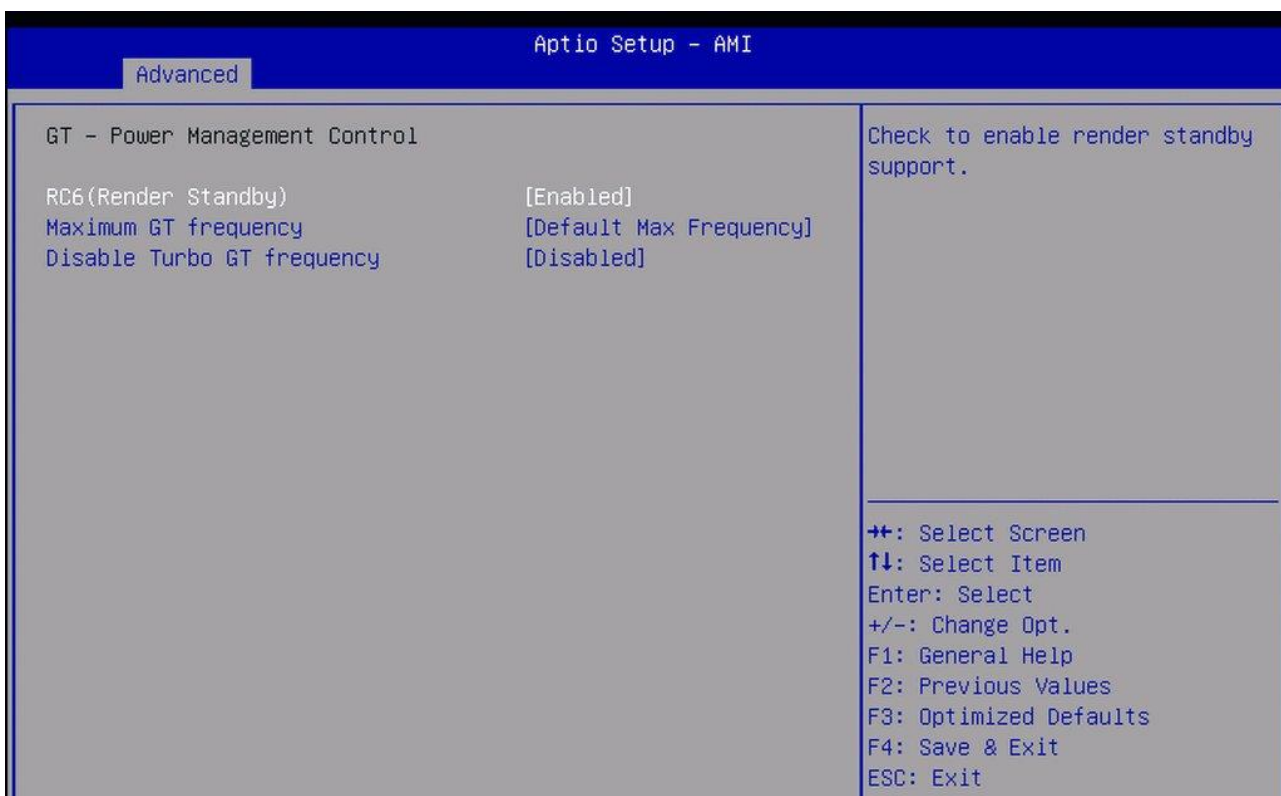 Aptio Setup – AMI
Advanced
GT – Power Management Control
RC6(Render Standby) [Enabled]
Maximum GT frequency [Default Max Frequency]
Disable Turbo GT frequency [Disabled]
Check to enable render standby
support.
→←: Select Screen
↑↓: Select Item
Enter: Select
+/-: Change Opt.
F1: General Help
F2: Previous Values
F3: Optimized Defaults
F4: Save & Exit
ESC: Exit